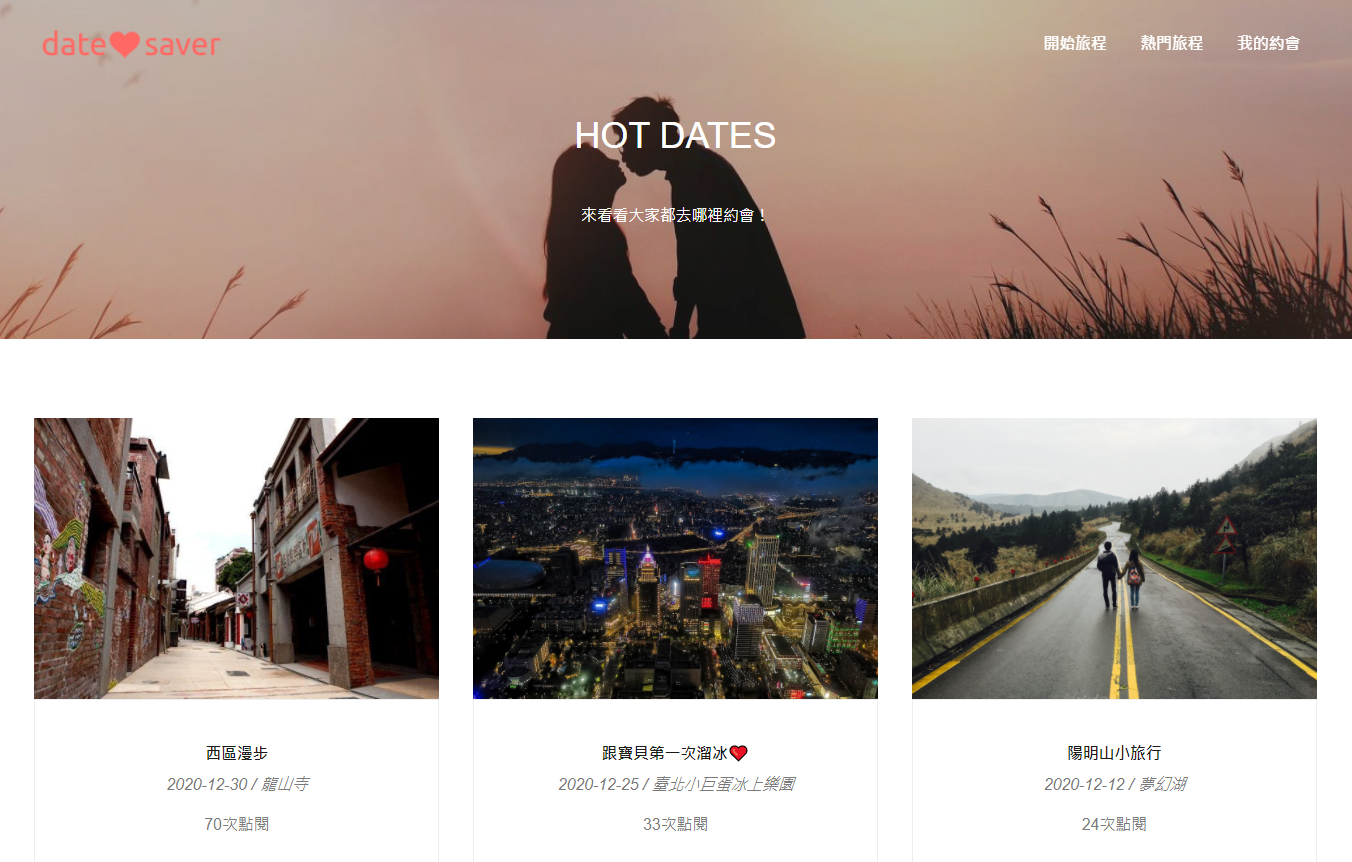 date saver
開始旅程 熱門旅程 我的約會
HOT DATES
來看看大家都去哪裡約會！
西區漫步
2020-12-30 / 龍山寺
70次點閱
跟寶貝第一次溜冰❤️
2020-12-25 / 臺北小巨蛋冰上樂園
33次點閱
陽明山小旅行
2020-12-12 / 夢幻湖
24次點閱